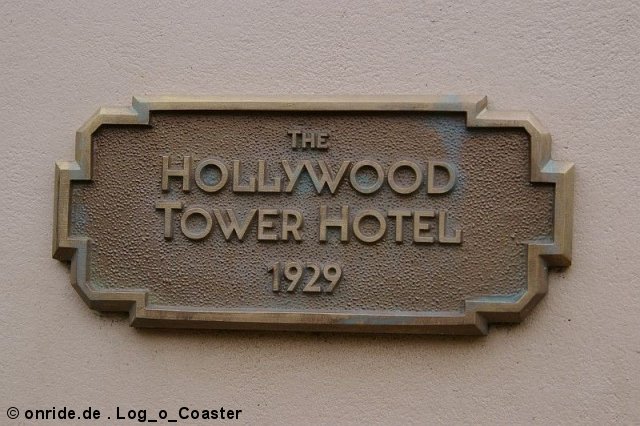 THE
HOLLYWOOD
TOWER HOTEL
1929
© onride.de . Log_o_Coaster